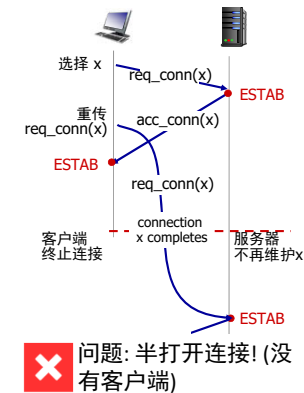 选择 x
req_conn(x)
ESTAB
重传
req_conn(x)
acc_conn(x)
ESTAB
req_conn(x)
connection
x completes
客户端
终止连接
服务器
不再维护x
ESTAB
问题: 半打开连接! (没
有客户端)